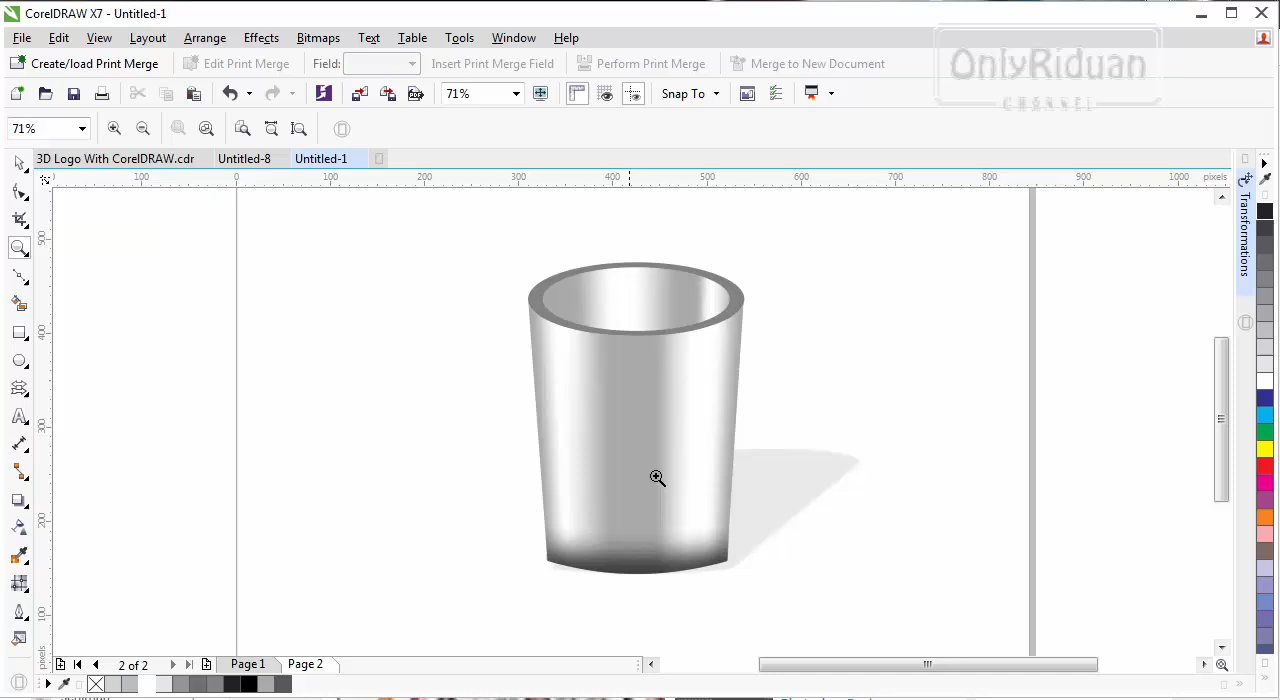 CorelDRAW X7 - Untitled-1
File Edit View Layout Arrange Effects Bitmaps Text Table Tools Window Help
Create/load Print Merge Edit Print Merge Field: Insert Print Merge Field Perform Print Merge Merge to New Document
OnlyRiduan
CHANNEL
71% Snap To
71%
3D Logo With CorelDRAW.cdr Untitled-8 Untitled-1
100 0 100 200 300 400 500 600 700 800 900 1000 pixels
Transformations
500
400
300
200
100
pixels
2 of 2 Page 1 Page 2